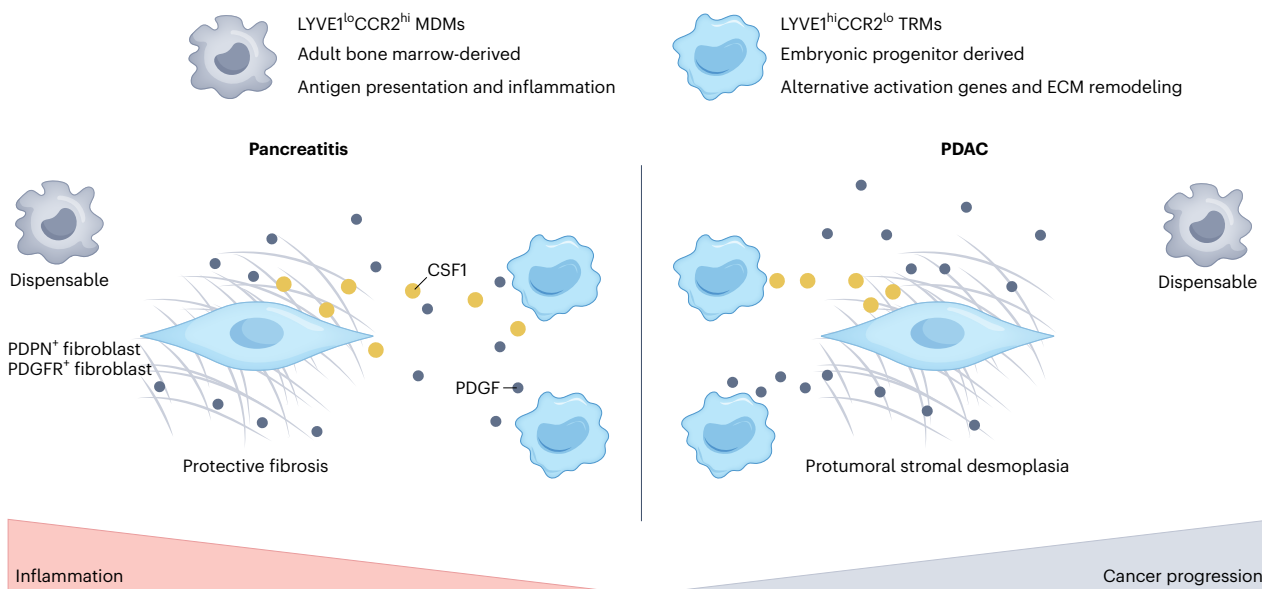 LYVE1loCCR2hi MDMs
Adult bone marrow-derived
Antigen presentation and inflammation
LYVE1hiCCR2lo TRMs
Embryonic progenitor derived
Alternative activation genes and ECM remodeling
Pancreatitis
PDAC
Dispensable
CSF1
PDPN+ fibroblast
PDGFR+ fibroblast
PDGF
Protective fibrosis
Dispensable
Protumoral stromal desmoplasia
Inflammation
Cancer progression